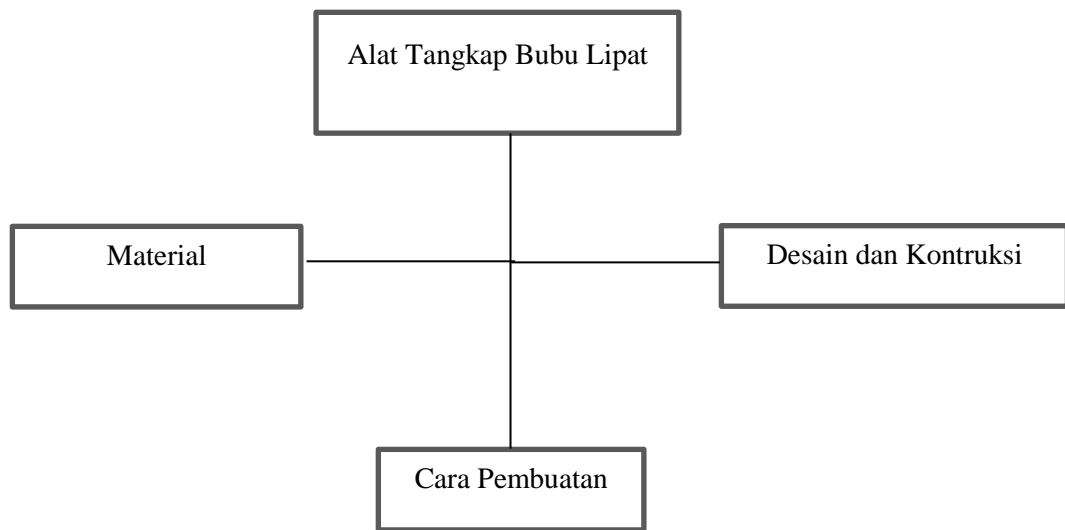 Alat Tangkap Bubu Lipat
Material
Desain dan Kontruksi
Cara Pembuatan